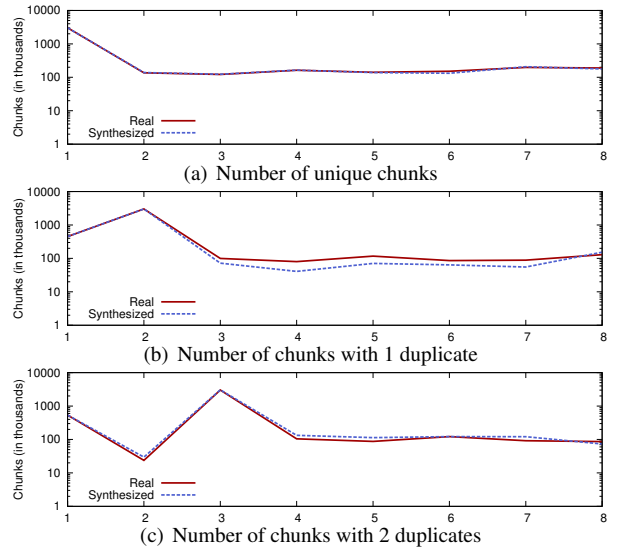 10000
1000
100
10
1
Chunks (in thousands)
Real
Synthesized
1 2 3 4 5 6 7 8
(a) Number of unique chunks
10000
1000
100
10
1
Chunks (in thousands)
Real
Synthesized
1 2 3 4 5 6 7 8
(b) Number of chunks with 1 duplicate
10000
1000
100
10
1
Chunks (in thousands)
Real
Synthesized
1 2 3 4 5 6 7 8
(c) Number of chunks with 2 duplicates